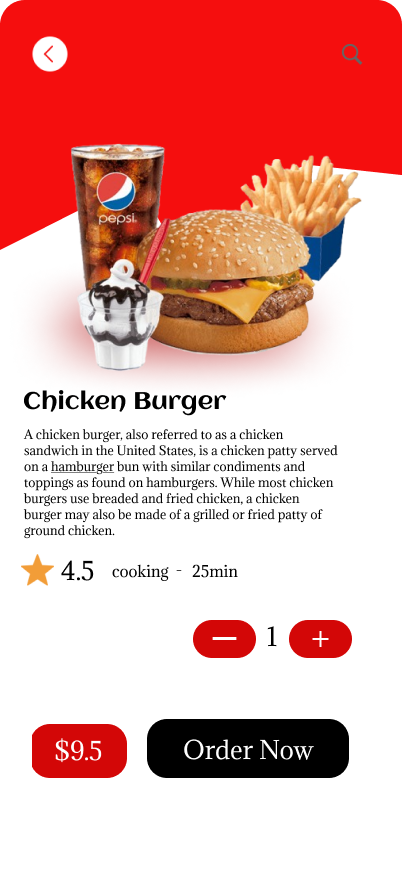 pepsi
Chicken Burger
A chicken burger, also referred to as a chicken
sandwich in the United States, is a chicken patty served
on a hamburger bun with similar condiments and
toppings as found on hamburgers. While most chicken
burgers use breaded and fried chicken, a chicken
burger may also be made of a grilled or fried patty of
ground chicken.
4.5 cooking - 25min
1 +
$9.5 Order Now